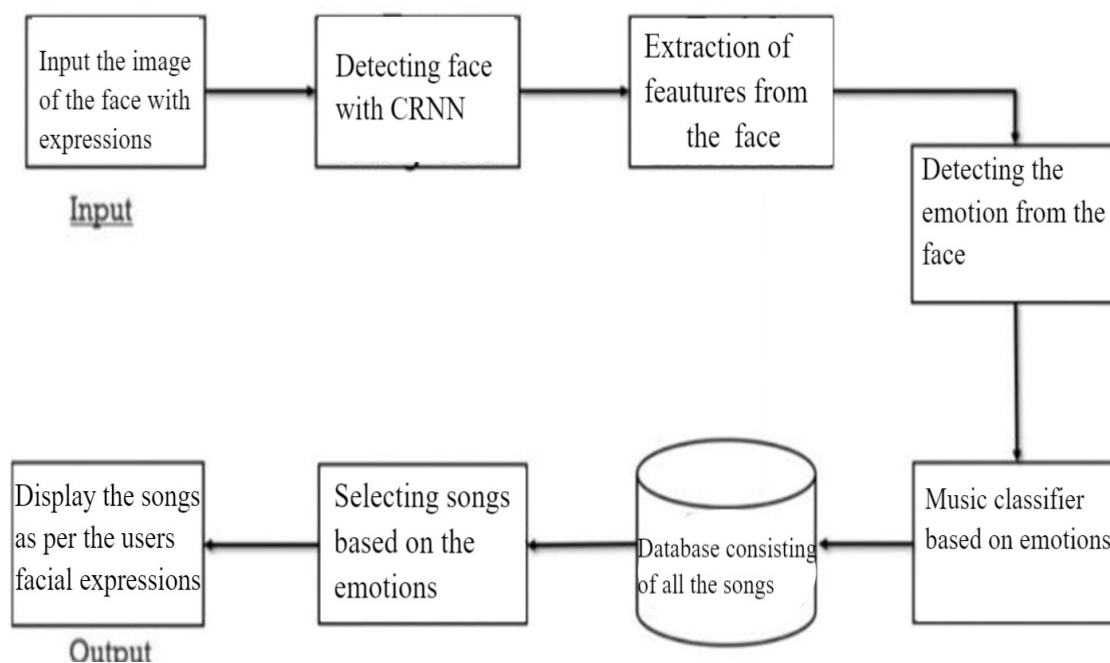 Input the image
of the face with
expressions
Input
Detecting face
with CRNN
Extraction of
feautures from
the face
Detecting the
emotion from the
face
Music classifier
based on emotions
Database consisting
of all the songs
Selecting songs
based on the
emotions
Display the songs
as per the users
facial expressions
Output